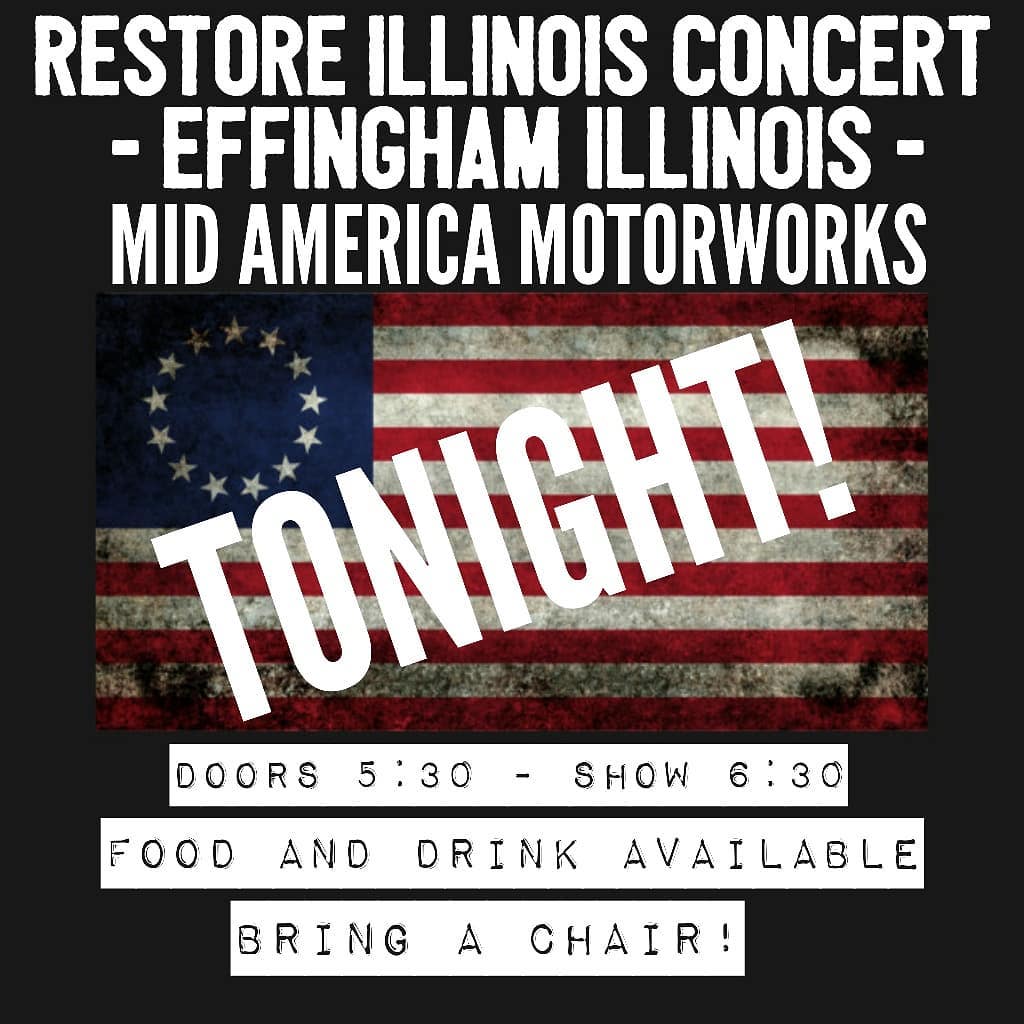 RESTORE ILLINOIS CONCERT
- EFFINGHAM ILLINOIS -
MID AMERICA MOTORWORKS
TONIGHT!
DOORS 5:30 - SHOW 6:30
FOOD AND DRINK AVAILABLE
BRING A CHAIR!